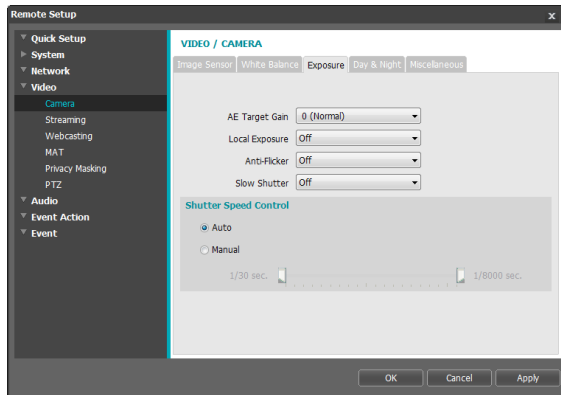 Remote Setup x
Quick Setup
System
Network
Video
Camera
Streaming
Webcasting
MAT
Privacy Masking
PTZ
Audio
Event Action
Event
VIDEO / CAMERA
Image Sensor White Balance Exposure Day & Night Miscellaneous
AE Target Gain 0 (Normal)
Local Exposure Off
Anti-Flicker Off
Slow Shutter Off
Shutter Speed Control
Auto
Manual
1/30 sec. 1/8000 sec.
OK Cancel Apply